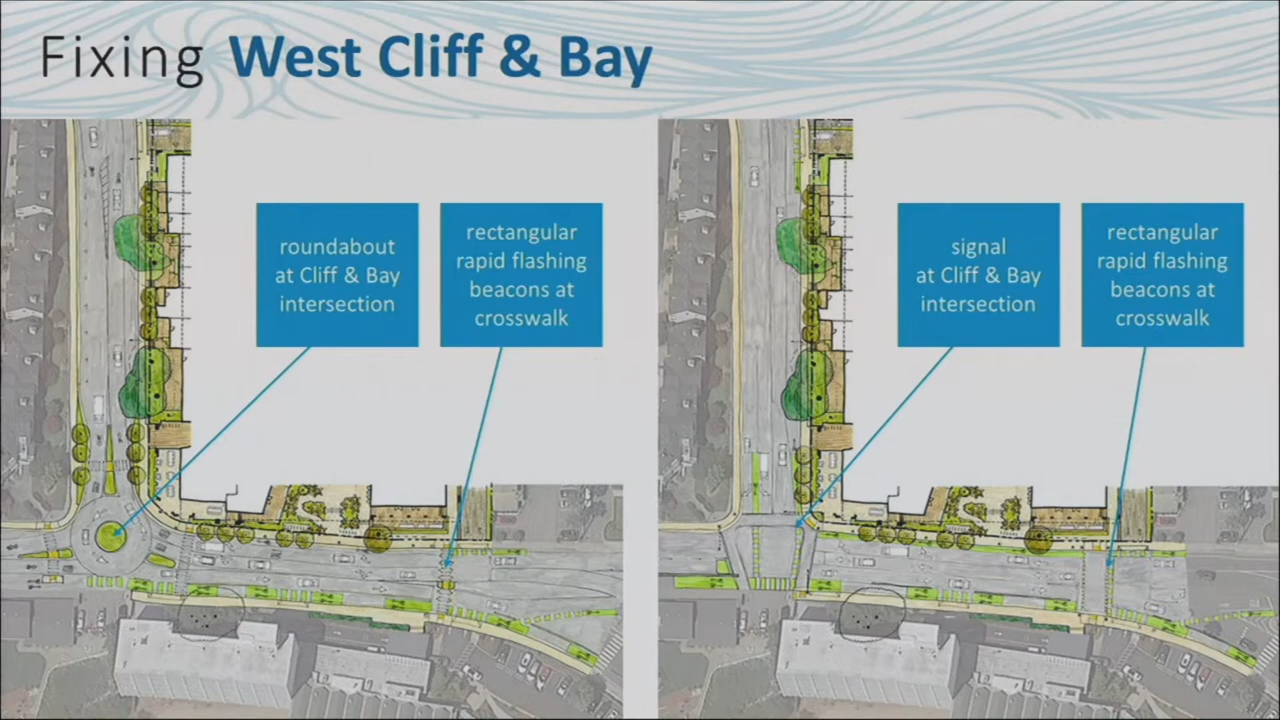 Fixing West Cliff & Bay
roundabout
at Cliff & Bay
intersection
rectangular
rapid flashing
beacons at
crosswalk
signal
at Cliff & Bay
intersection
rectangular
rapid flashing
beacons at
crosswalk